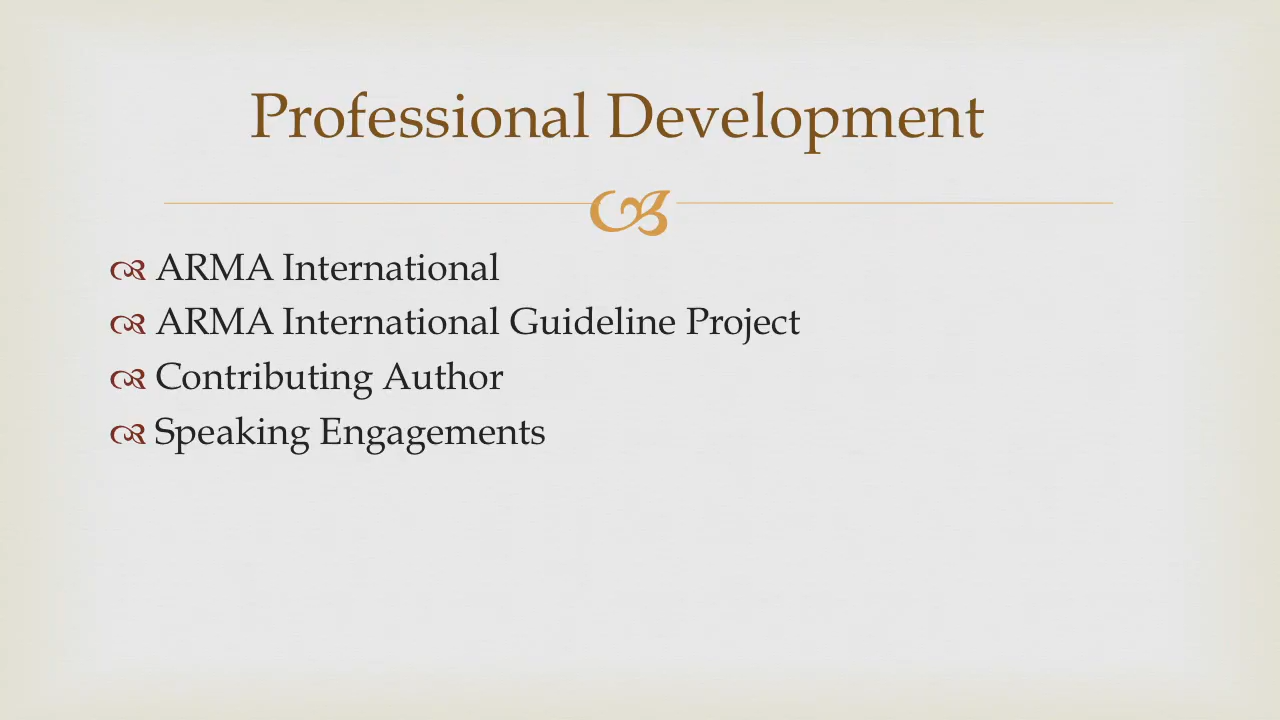 Professional Development
ARMA International
ARMA International Guideline Project
Contributing Author
Speaking Engagements